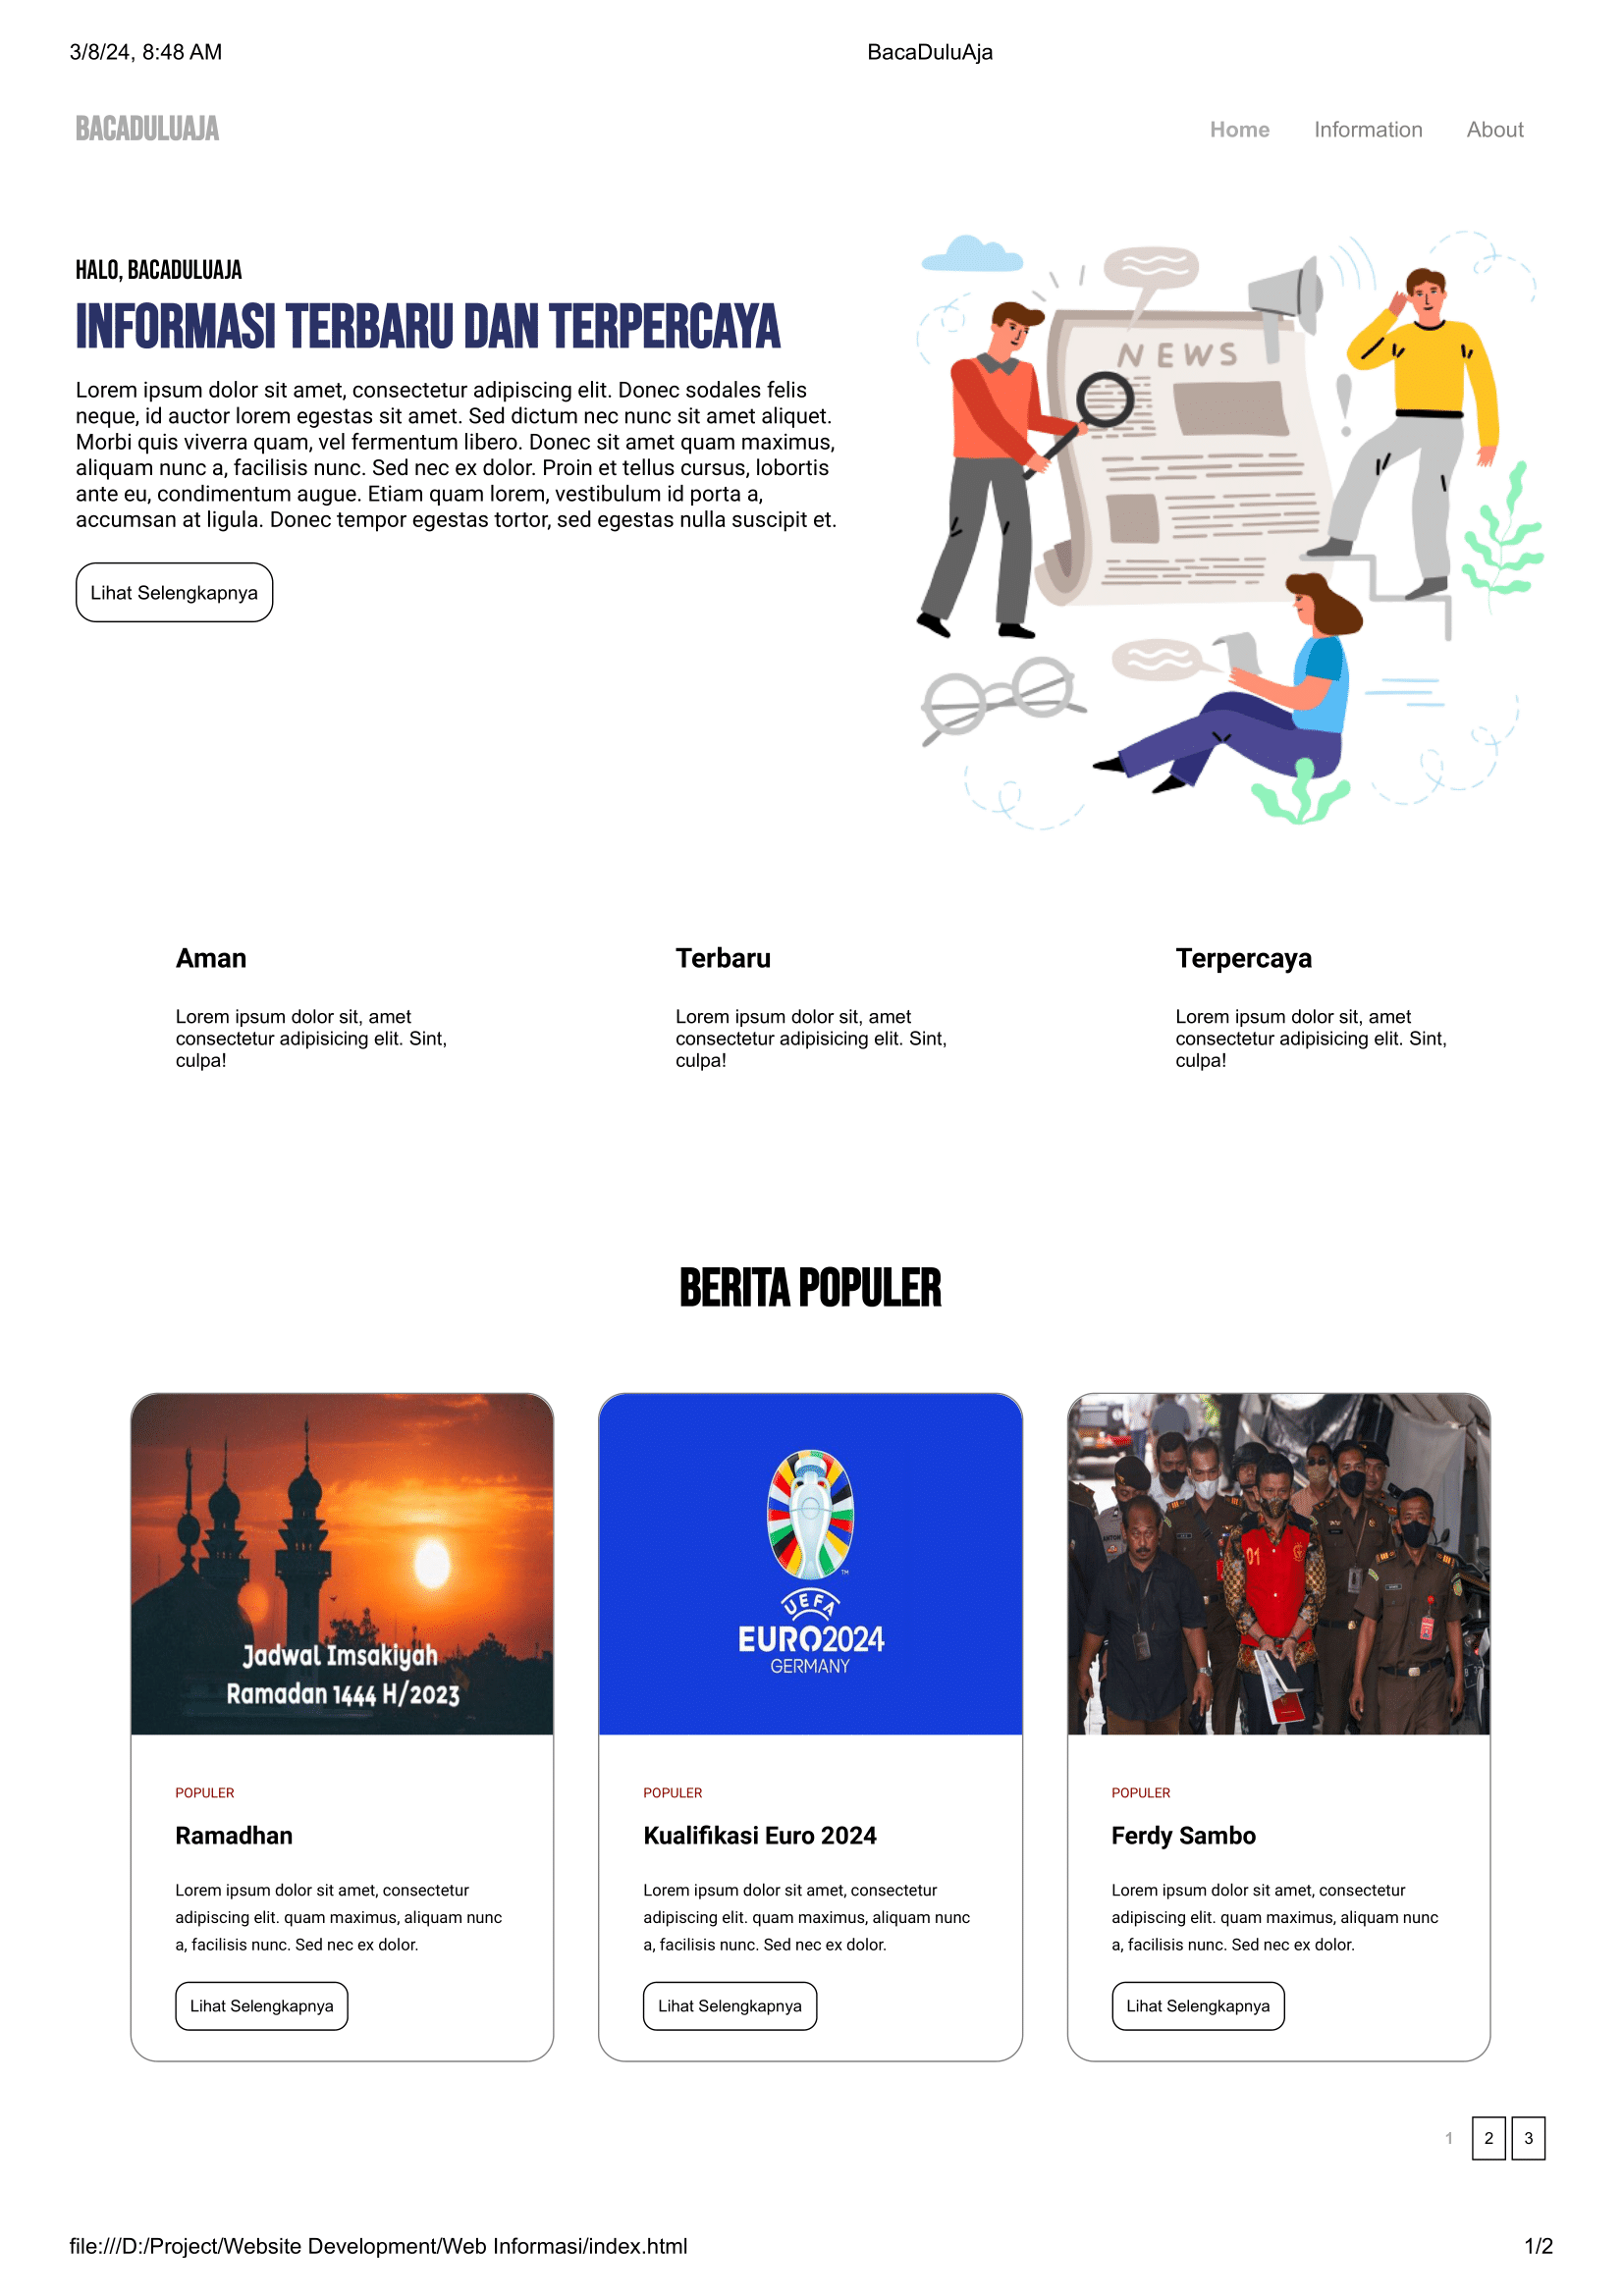 3/8/24, 8:48 AM
BacaDuluAja
BACADULUAJA
Home Information About
HALO, BACADULUAJA
INFORMASI TERBARU DAN TERPERCAYA
Lorem ipsum dolor sit amet, consectetur adipiscing elit. Donec sodales felis
neque, id auctor lorem egestas sit amet. Sed dictum nec nunc sit amet aliquet.
Morbi quis viverra quam, vel fermentum libero. Donec sit amet quam maximus,
aliquam nunc a, facilisis nunc. Sed nec ex dolor. Proin et tellus cursus, lobortis
ante eu, condimentum augue. Etiam quam lorem, vestibulum id porta a,
accumsan at ligula. Donec tempor egestas tortor, sed egestas nulla suscipit et.
Lihat Selengkapnya
NEWS
Aman
Lorem ipsum dolor sit, amet
consectetur adipisicing elit. Sint,
culpa!
Terbaru
Lorem ipsum dolor sit, amet
consectetur adipisicing elit. Sint,
culpa!
Terpercaya
Lorem ipsum dolor sit, amet
consectetur adipisicing elit. Sint,
culpa!
BERITA POPULER
Jadwal Imsakiyah
Ramadan 1444 H/2023
POPULER
Ramadhan
Lorem ipsum dolor sit amet, consectetur
adipiscing elit. quam maximus, aliquam nunc
a, facilisis nunc. Sed nec ex dolor.
Lihat Selengkapnya
TM
UEFA
EURO2024
GERMANY
POPULER
Kualifikasi Euro 2024
Lorem ipsum dolor sit amet, consectetur
adipiscing elit. quam maximus, aliquam nunc
a, facilisis nunc. Sed nec ex dolor.
Lihat Selengkapnya
01
POPULER
Ferdy Sambo
Lorem ipsum dolor sit amet, consectetur
adipiscing elit. quam maximus, aliquam nunc
a, facilisis nunc. Sed nec ex dolor.
Lihat Selengkapnya
1 2 3
file:///D:/Project/Website Development/Web Informasi/index.html
1/2